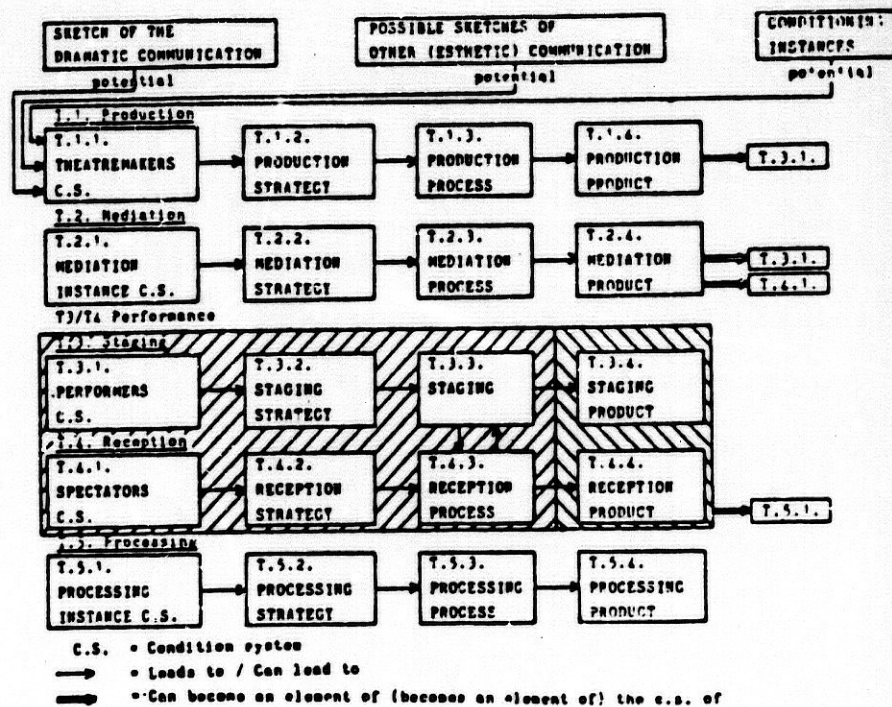 SKETCH OF THE
DRAMATIC COMMUNICATION
POSSIBLE SKETCHES OF
OTHER (ESTHETIC) COMMUNICATION
CONDITIONING
INSTANCES
potential
potential
potential
T.1. Production
T.1.1.
THEATREMAKERS
C.S.
T.1.2.
PRODUCTION
STRATEGY
T.1.3.
PRODUCTION
PROCESS
T.1.4.
PRODUCTION
PRODUCT
T.3.1.
T.2. Mediation
T.2.1.
MEDIATION
INSTANCE C.S.
T.2.2.
MEDIATION
STRATEGY
T.2.3.
MEDIATION
PROCESS
T.2.4.
MEDIATION
PRODUCT
T.3.1.
T.4.1.
T3/T4 Performance
T.3. Staging
T.3.1.
PERFORMERS
C.S.
T.3.2.
STAGING
STRATEGY
T.3.3.
STAGING
T.3.4.
STAGING
PRODUCT
T.4. Reception
T.4.1.
SPECTATORS
C.S.
T.4.2.
RECEPTION
STRATEGY
T.4.3.
RECEPTION
PROCESS
T.4.4.
RECEPTION
PRODUCT
T.5.1.
T.5. Processing
T.5.1.
PROCESSING
INSTANCE C.S.
T.5.2.
PROCESSING
STRATEGY
T.5.3.
PROCESSING
PROCESS
T.5.4.
PROCESSING
PRODUCT
C.S. = Condition system
= Leads to / Can lead to
= Can become an element of (becomes an element of) the c.s. of